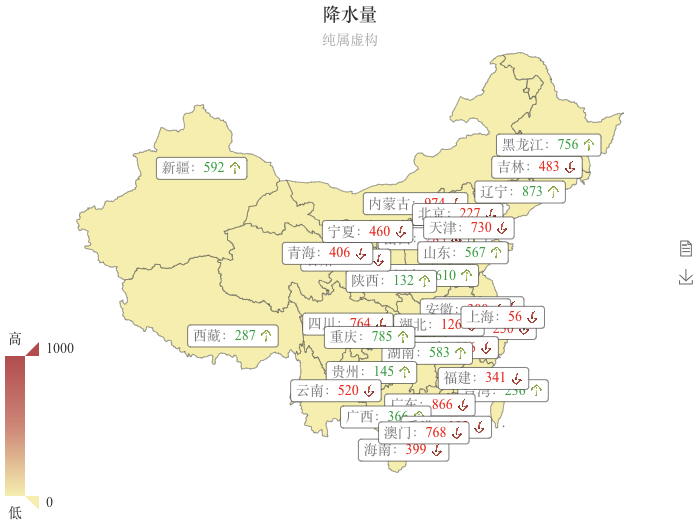 降水量
纯属虚构
黑龙江: 756
新疆: 592
吉林: 483
辽宁: 873
内蒙古: 974
北京: 227
宁夏: 460
天津: 730
青海: 406
山东: 567
陕西: 132
610
安徽:
上海: 56
四川: 764
湖北: 126
西藏: 287
重庆: 785
湖南: 583
贵州: 145
福建: 341
云南: 520
台湾: 256
广东: 866
广西: 366
澳门: 768
海南: 399
高
1000
0
低